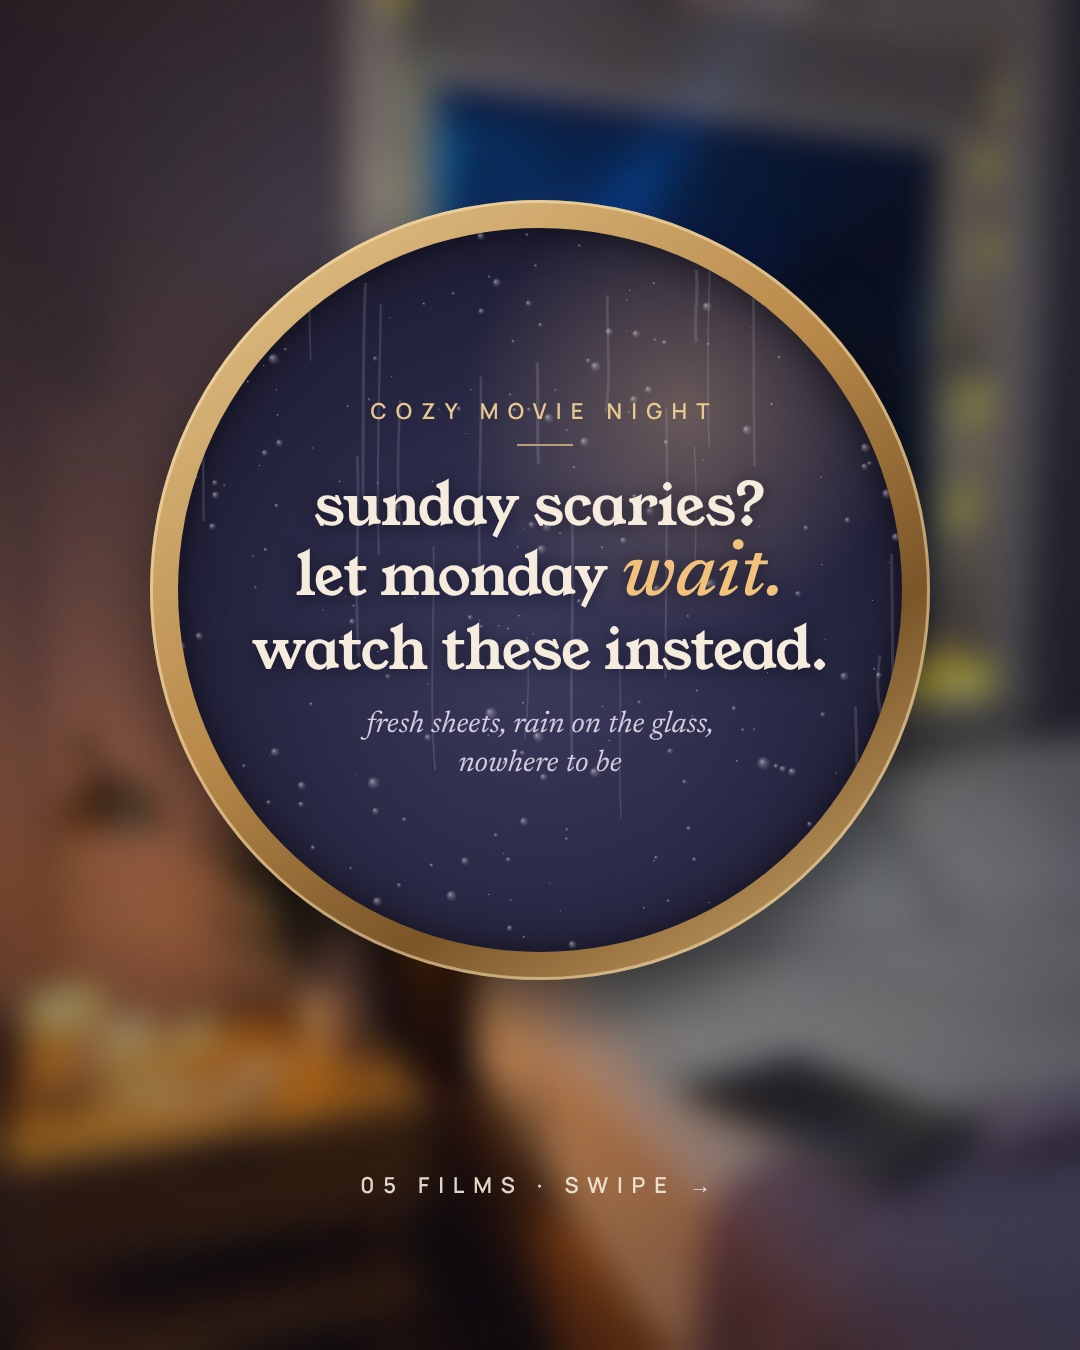 COZY MOVIE NIGHT
sunday scaries?
let monday wait.
watch these instead.
fresh sheets, rain on the glass,
nowhere to be
05 FILMS · SWIPE →